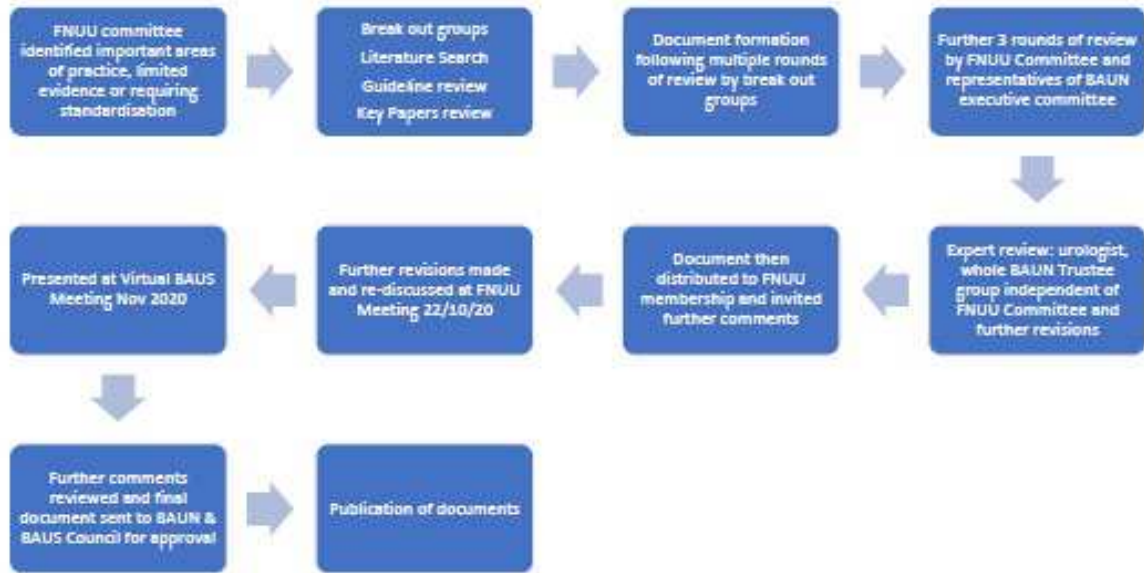 FNUU committee
identified important areas
of practice, limited
evidence or requiring
standardisation
Break out groups
Literature Search
Guideline review
Key Papers review
Document formation
following multiple rounds
of review by break out
groups
Further 3 rounds of review
by FNUU Committee and
representatives of BAUN
executive committee
Expert review: urologist,
whole BAUN Trustee
group independent of
FNUU Committee and
further revisions
Document then
distributed to FNUU
membership and invited
further comments
Further revisions made
and re-discussed at FNUU
Meeting 22/10/20
Presented at Virtual BAUS
Meeting Nov 2020
Further comments
reviewed and final
document sent to BAUN &
BAUS Council for approval
Publication of documents